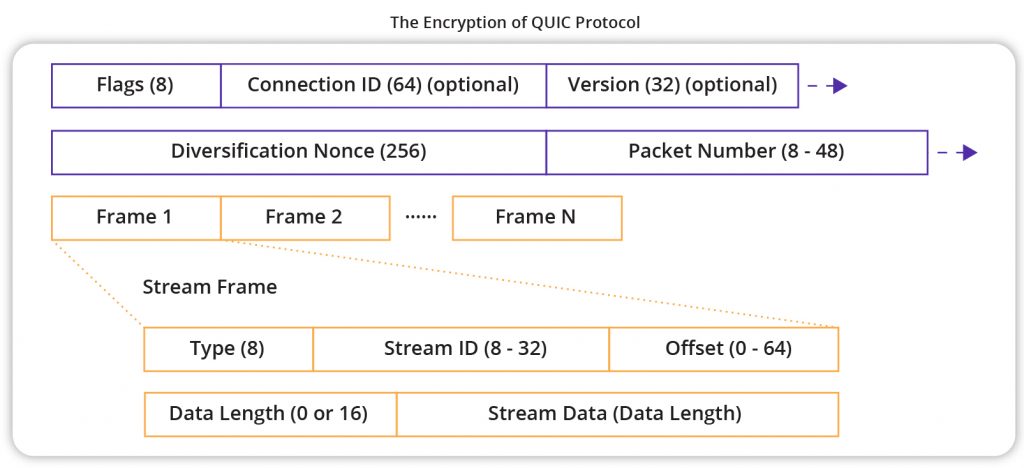 The Encryption of QUIC Protocol
Flags (8) Connection ID (64) (optional) Version (32) (optional)
Diversification Nonce (256) Packet Number (8 - 48)
Frame 1 Frame 2 ...... Frame N
Stream Frame
Type (8) Stream ID (8 - 32) Offset (0 - 64)
Data Length (0 or 16) Stream Data (Data Length)